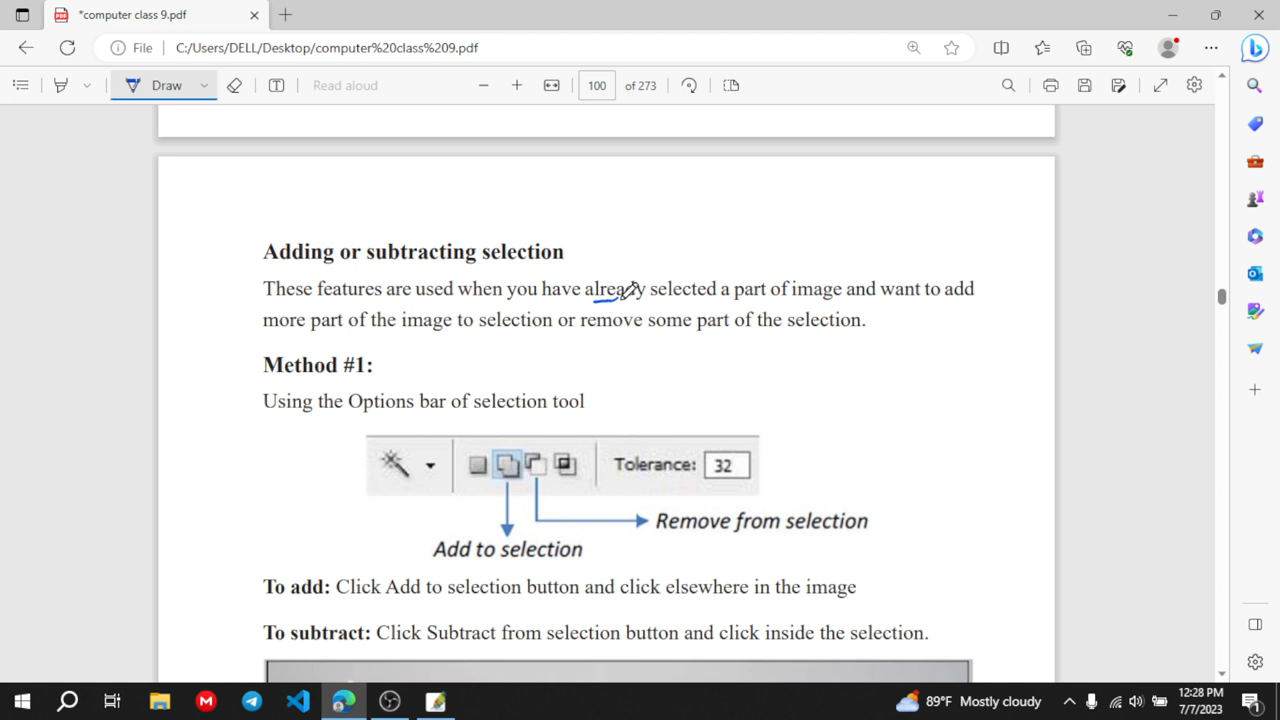 *computer class 9.pdf
File
C:/Users/DELL/Desktop/computer%20class%209.pdf
Draw
Read aloud
100
of 273
Adding or subtracting selection
These features are used when you have already selected a part of image and want to add
more part of the image to selection or remove some part of the selection.
Method #1:
Using the Options bar of selection tool
Tolerance: 32
Remove from selection
Add to selection
To add: Click Add to selection button and click elsewhere in the image
To subtract: Click Subtract from selection button and click inside the selection.
89°F Mostly cloudy
12:28 PM
7/7/2023